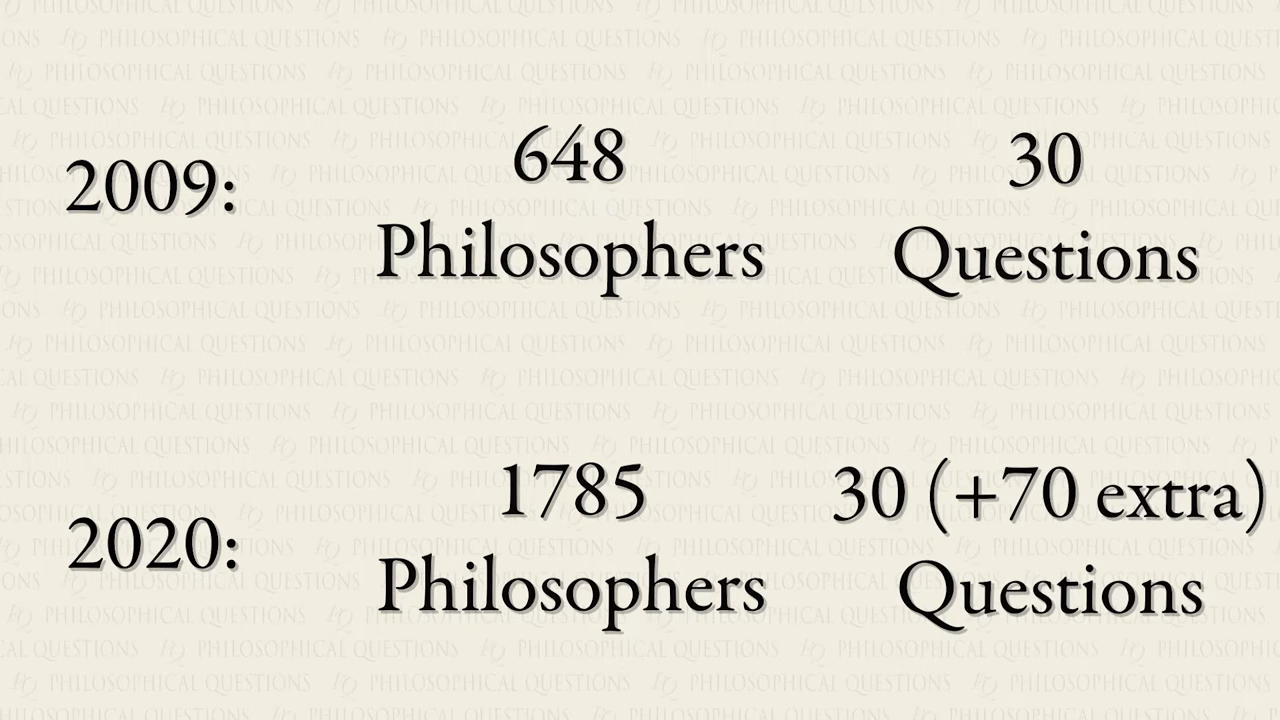 2009:
648
Philosophers
30
Questions
2020:
1785
Philosophers
30 (+70 extra)
Questions